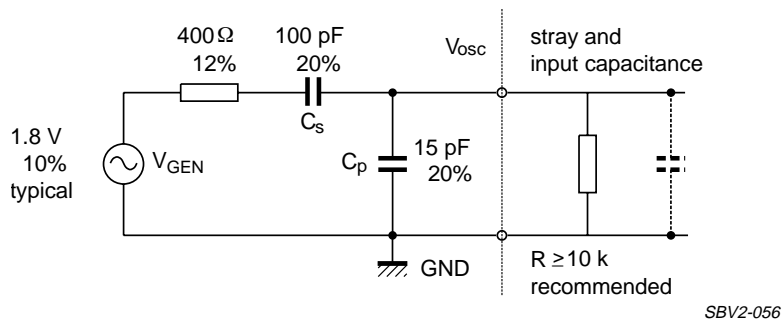 400 Ω
12%
100 pF
20%
Cs
Vosc
stray and
input capacitance
1.8 V
10%
typical
VGEN
Cp
15 pF
20%
GND
R ≥10 k
recommended
SBV2-056